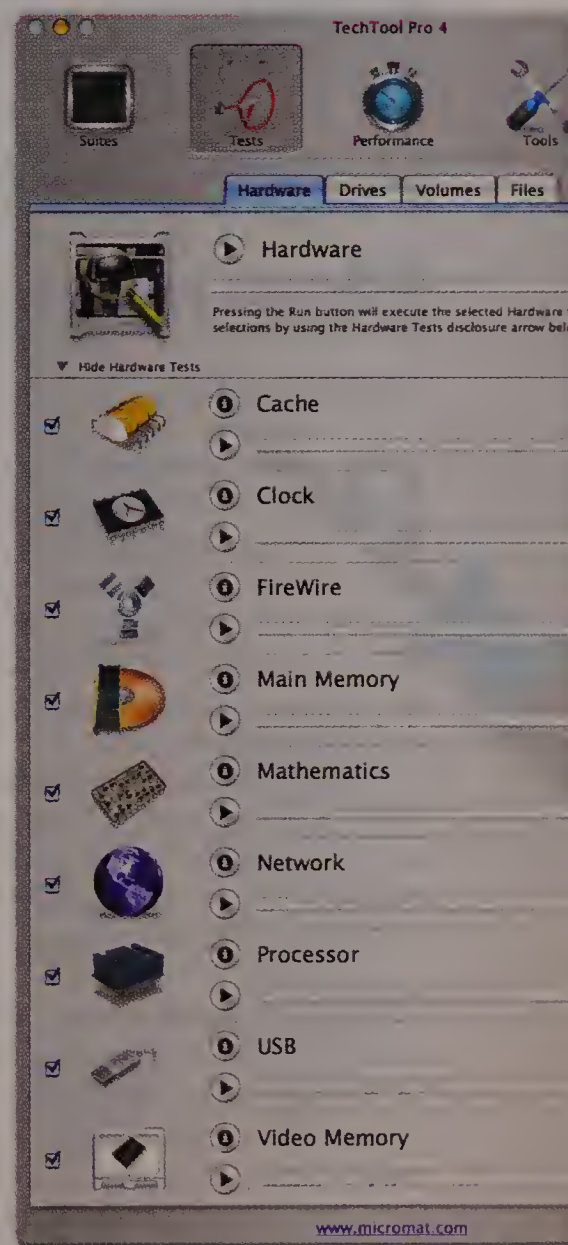 TechTool Pro 4
Suites Tests Performance Tools
Hardware Drives Volumes Files
Hardware
Pressing the Run button will execute the selected Hardware
selections by using the Hardware Tests disclosure arrow
Hide Hardware Tests
Cache
Clock
FireWire
Main Memory
Mathematics
Network
Processor
USB
Video Memory
www.micromat.com